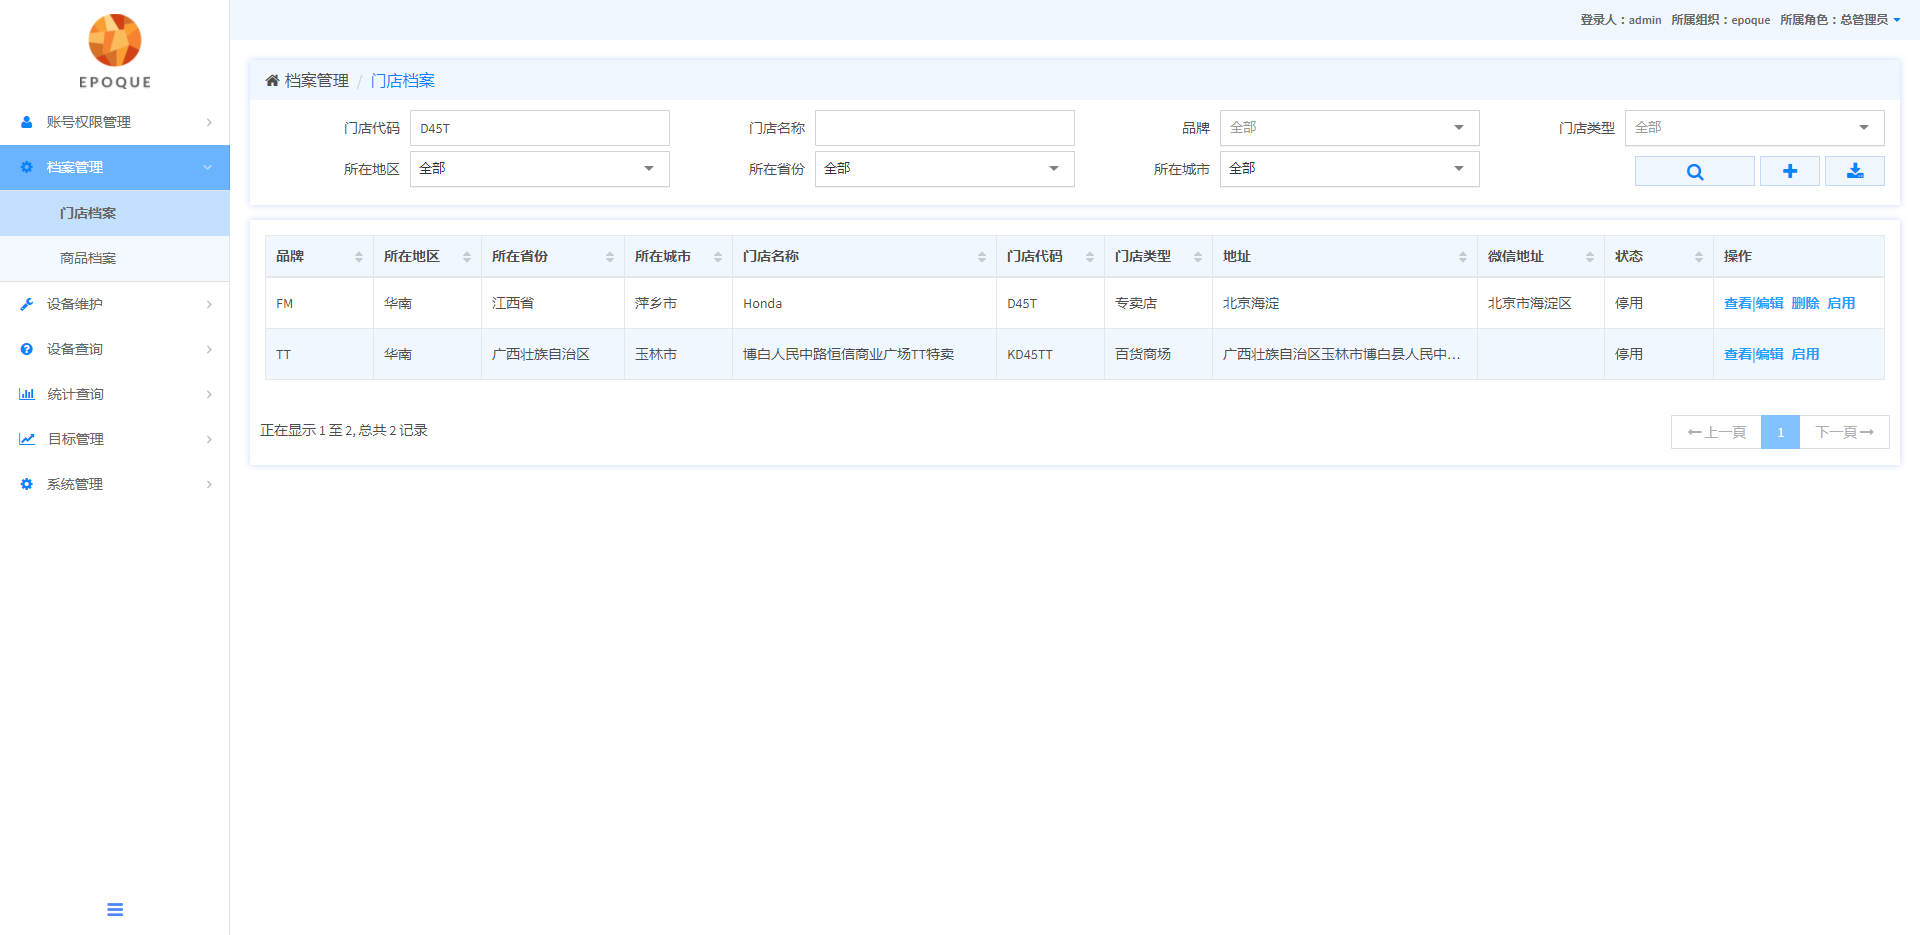 登录人：admin 所属组织：epoque 所属角色：总管理员
EPOQUE
账号权限管理
档案管理
门店档案
商品档案
设备维护
设备查询
统计查询
目标管理
系统管理
档案管理 / 门店档案
门店代码 D45T 门店名称 品牌 全部 门店类型 全部
所在地区 全部 所在省份 全部 所在城市 全部
品牌 所在地区 所在省份 所在城市 门店名称 门店代码 门店类型 地址 微信地址 状态 操作
FM 华南 江西省 萍乡市 Honda D45T 专卖店 北京海淀 北京市海淀区 停用 查看|编辑 删除 启用
TT 华南 广西壮族自治区 玉林市 博白人民中路恒信商业广场TT特卖 KD45TT 百货商场 广西壮族自治区玉林市博白县人民中... 停用 查看|编辑 启用
正在显示 1 至 2, 总共 2 记录
←上一頁 1 下一頁→